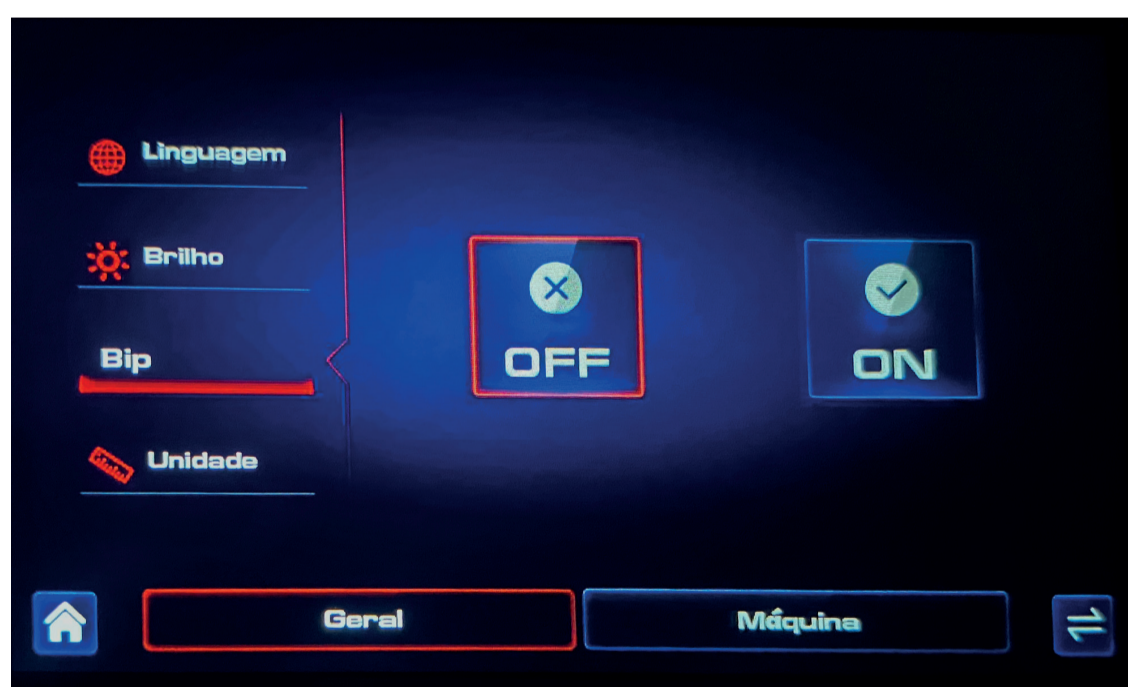 Linguagem
Brilho
Bip
Unidade
OFF
ON
Geral
Máquina